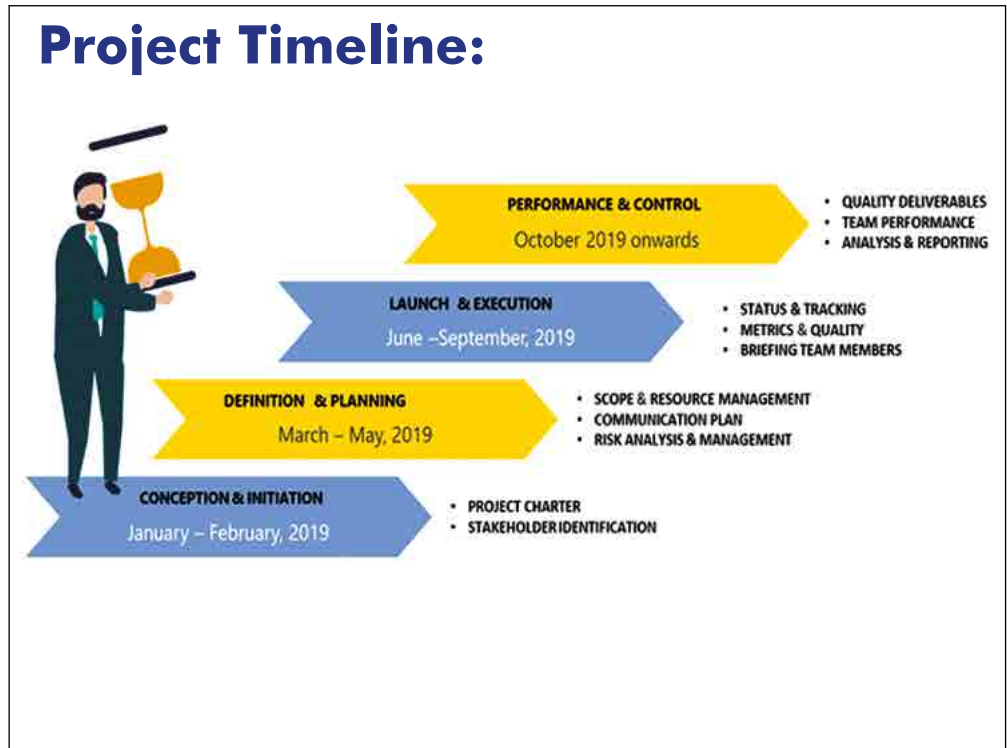 Project Timeline:
PERFORMANCE & CONTROL
October 2019 onwards
• QUALITY DELIVERABLES
• TEAM PERFORMANCE
• ANALYSIS & REPORTING
LAUNCH & EXECUTION
June –September, 2019
• STATUS & TRACKING
• METRICS & QUALITY
• BRIEFING TEAM MEMBERS
DEFINITION & PLANNING
March – May, 2019
• SCOPE & RESOURCE MANAGEMENT
• COMMUNICATION PLAN
• RISK ANALYSIS & MANAGEMENT
CONCEPTION & INITIATION
January – February, 2019
• PROJECT CHARTER
• STAKEHOLDER IDENTIFICATION